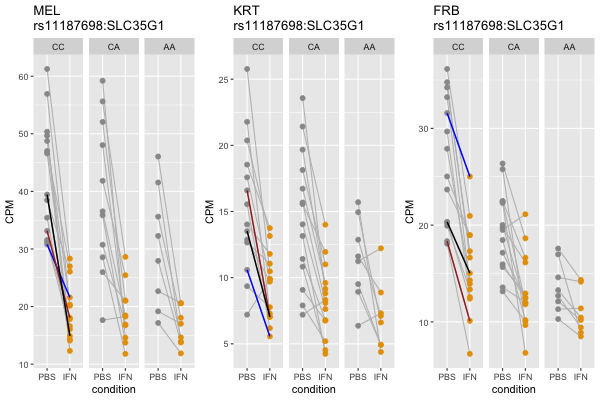 MEL
rs11187698:SLC35G1
CC CA AA
60
50
40
30
20
10
CPM
PBS IFN PBS IFN PBS IFN
condition
KRT
rs11187698:SLC35G1
CC CA AA
25
20
15
10
5
CPM
PBS IFN PBS IFN PBS IFN
condition
FRB
rs11187698:SLC35G1
CC CA AA
30
20
10
CPM
PBS IFN PBS IFN PBS IFN
condition